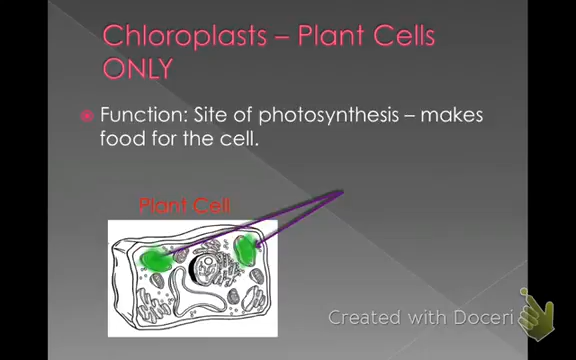 Chloroplasts – Plant Cells
ONLY
Function: Site of photosynthesis – makes
food for the cell.
Plant Cell
Created with Doceri